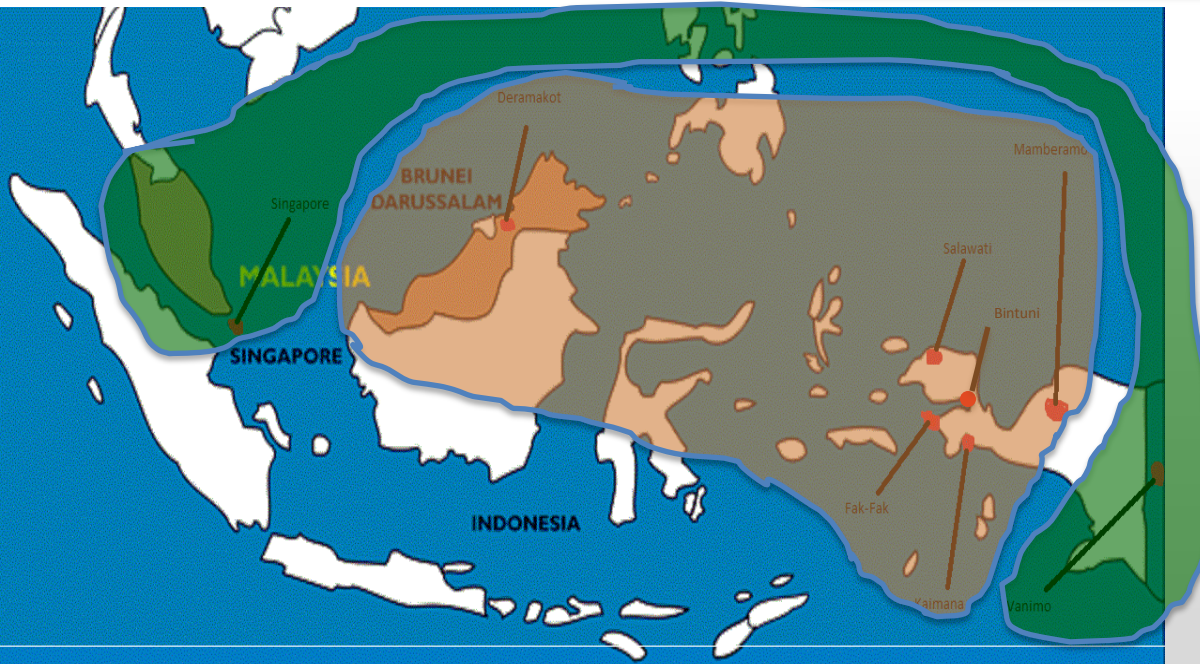 Deramakot
Mamberamo
BRUNEI
DARUSSALAM
Singapore
Salawati
MALAYSIA
Bintuni
SINGAPORE
Fak-Fak
INDONESIA
Kaimana
Vanimo